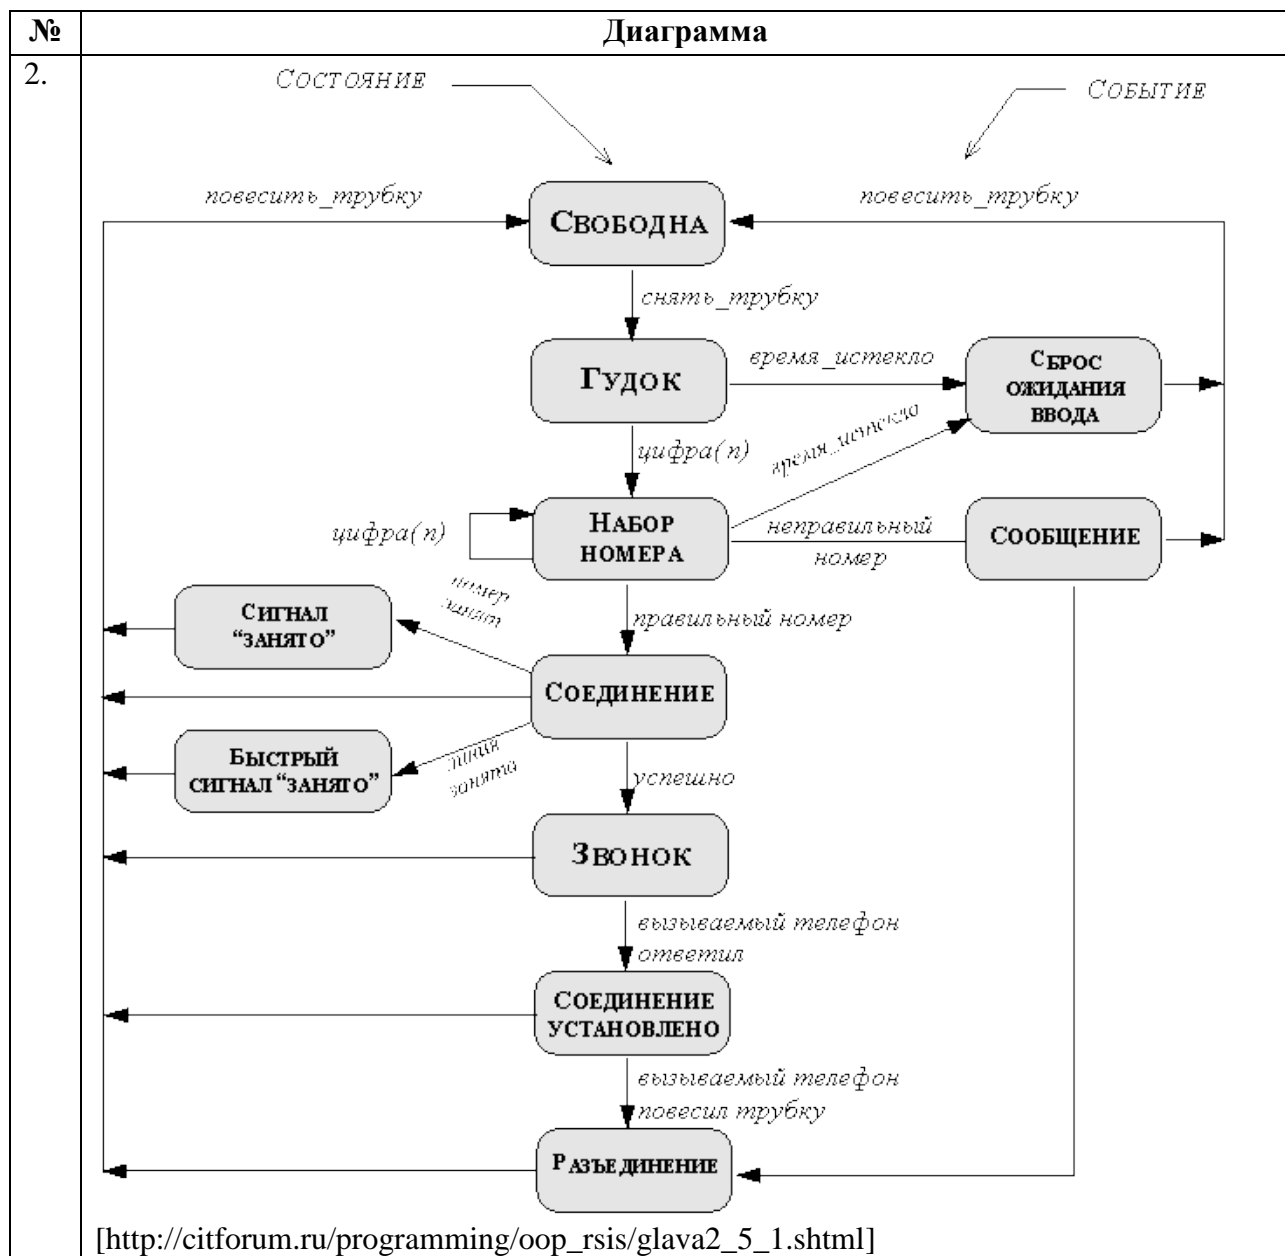 №
Диаграмма
2.
СОСТОЯНИЕ
СОБЫТИЕ
повесить_трубку
повесить_трубку
СВОБОДНА
снять_трубку
ГУДОК
время_истекло
СБРОС
ОЖИДАНИЯ
ВВОДА
цифра(n)
время_истекло
цифра(n)
НАБОР
НОМЕРА
неправильный
номер
СООБЩЕНИЕ
номер
занят
СИГНАЛ
“ЗАНЯТО”
правильный номер
СОЕДИНЕНИЕ
БЫСТРЫЙ
СИГНАЛ “ЗАНЯТО”
линия
занята
успешно
ЗВОНОК
вызываемый телефон
ответил
СОЕДИНЕНИЕ
УСТАНОВЛЕНО
вызываемый телефон
повесил трубку
РАЗЪЕДИНЕНИЕ
[http://citforum.ru/programming/oop_rsis/glava2_5_1.shtml]